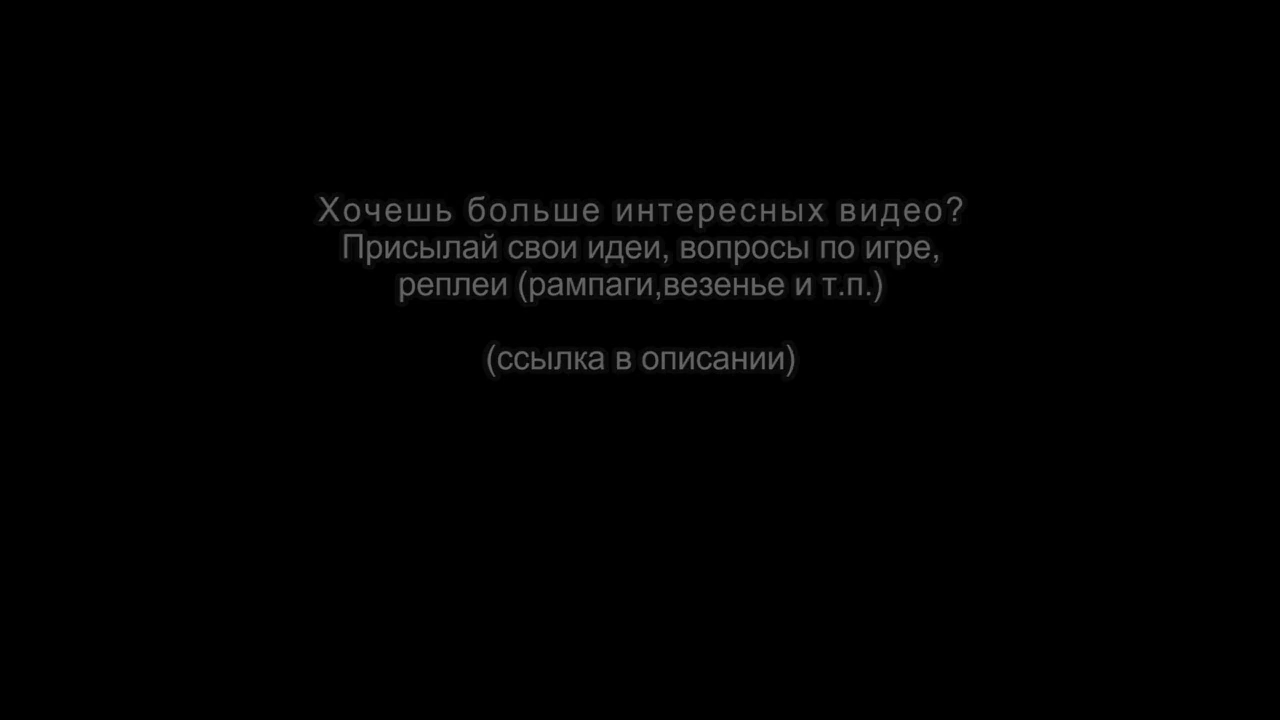 Хочешь больше интересных видео?
Присылай свои идеи, вопросы по игре,
реплеи (рампаги,везенье и т.п.)
(ссылка в описании)